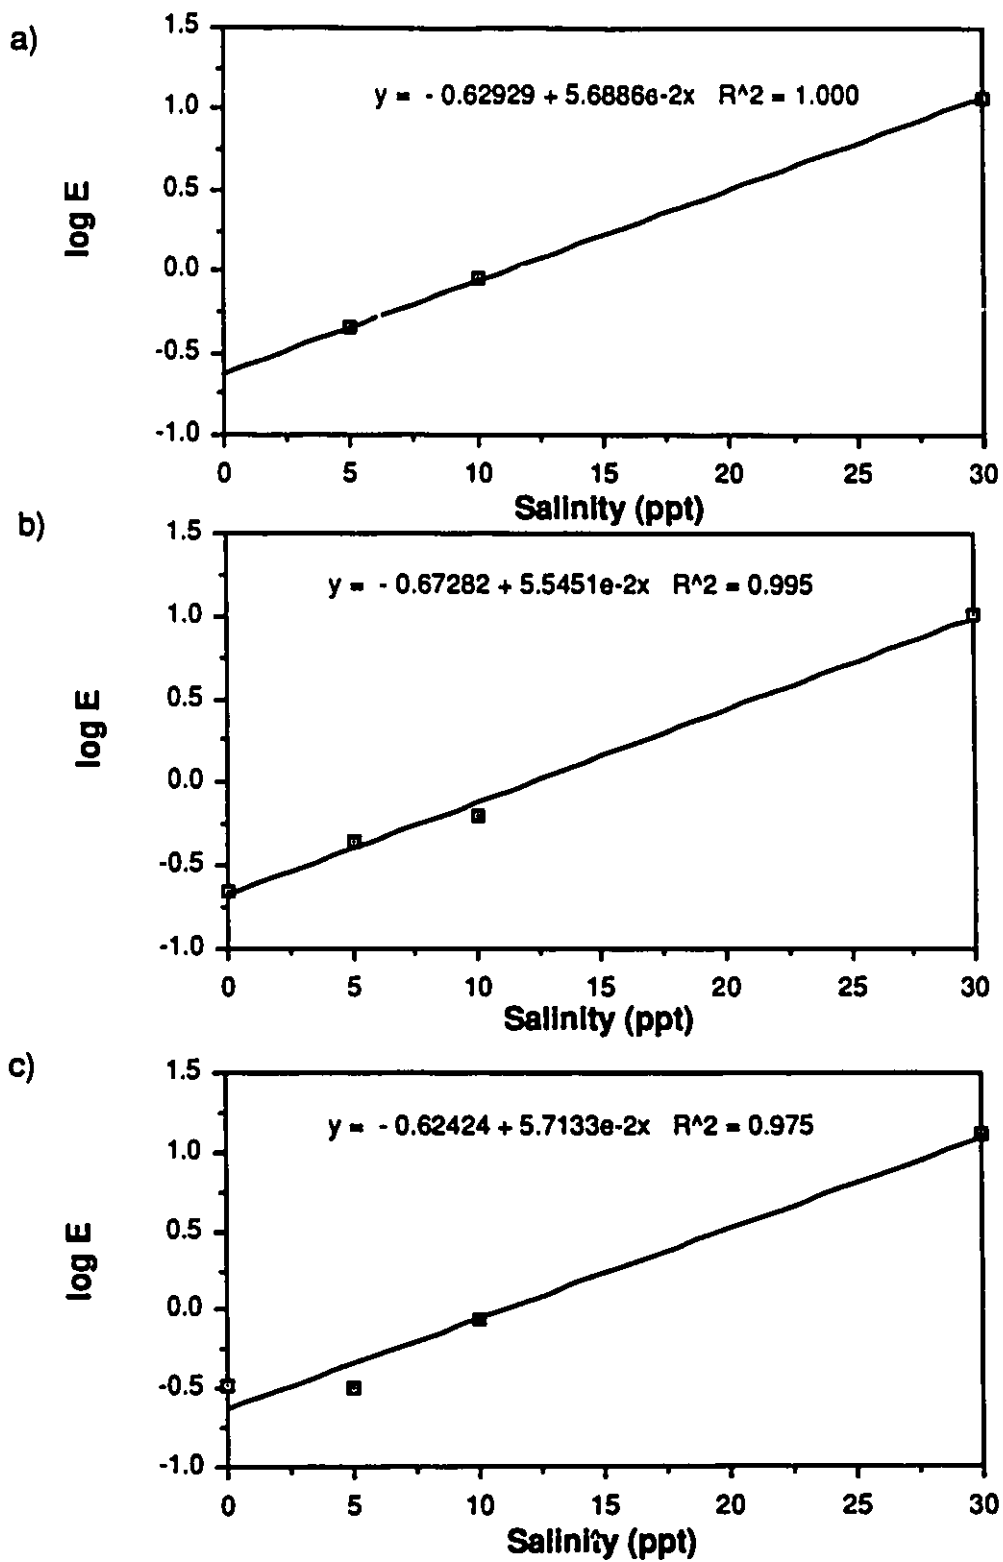 a)
1.5
y = - 0.62929 + 5.6886e-2x R^2 = 1.000
1.0
0.5
log E
0.0
-0.5
-1.0
0 5 10 15 20 25 30
Salinity (ppt)
b)
1.5
y = - 0.67282 + 5.5451e-2x R^2 = 0.995
1.0
0.5
log E
0.0
-0.5
-1.0
0 5 10 15 20 25 30
Salinity (ppt)
c)
1.5
y = - 0.62424 + 5.7133e-2x R^2 = 0.975
1.0
0.5
log E
0.0
-0.5
-1.0
0 5 10 15 20 25 30
Salinity (ppt)